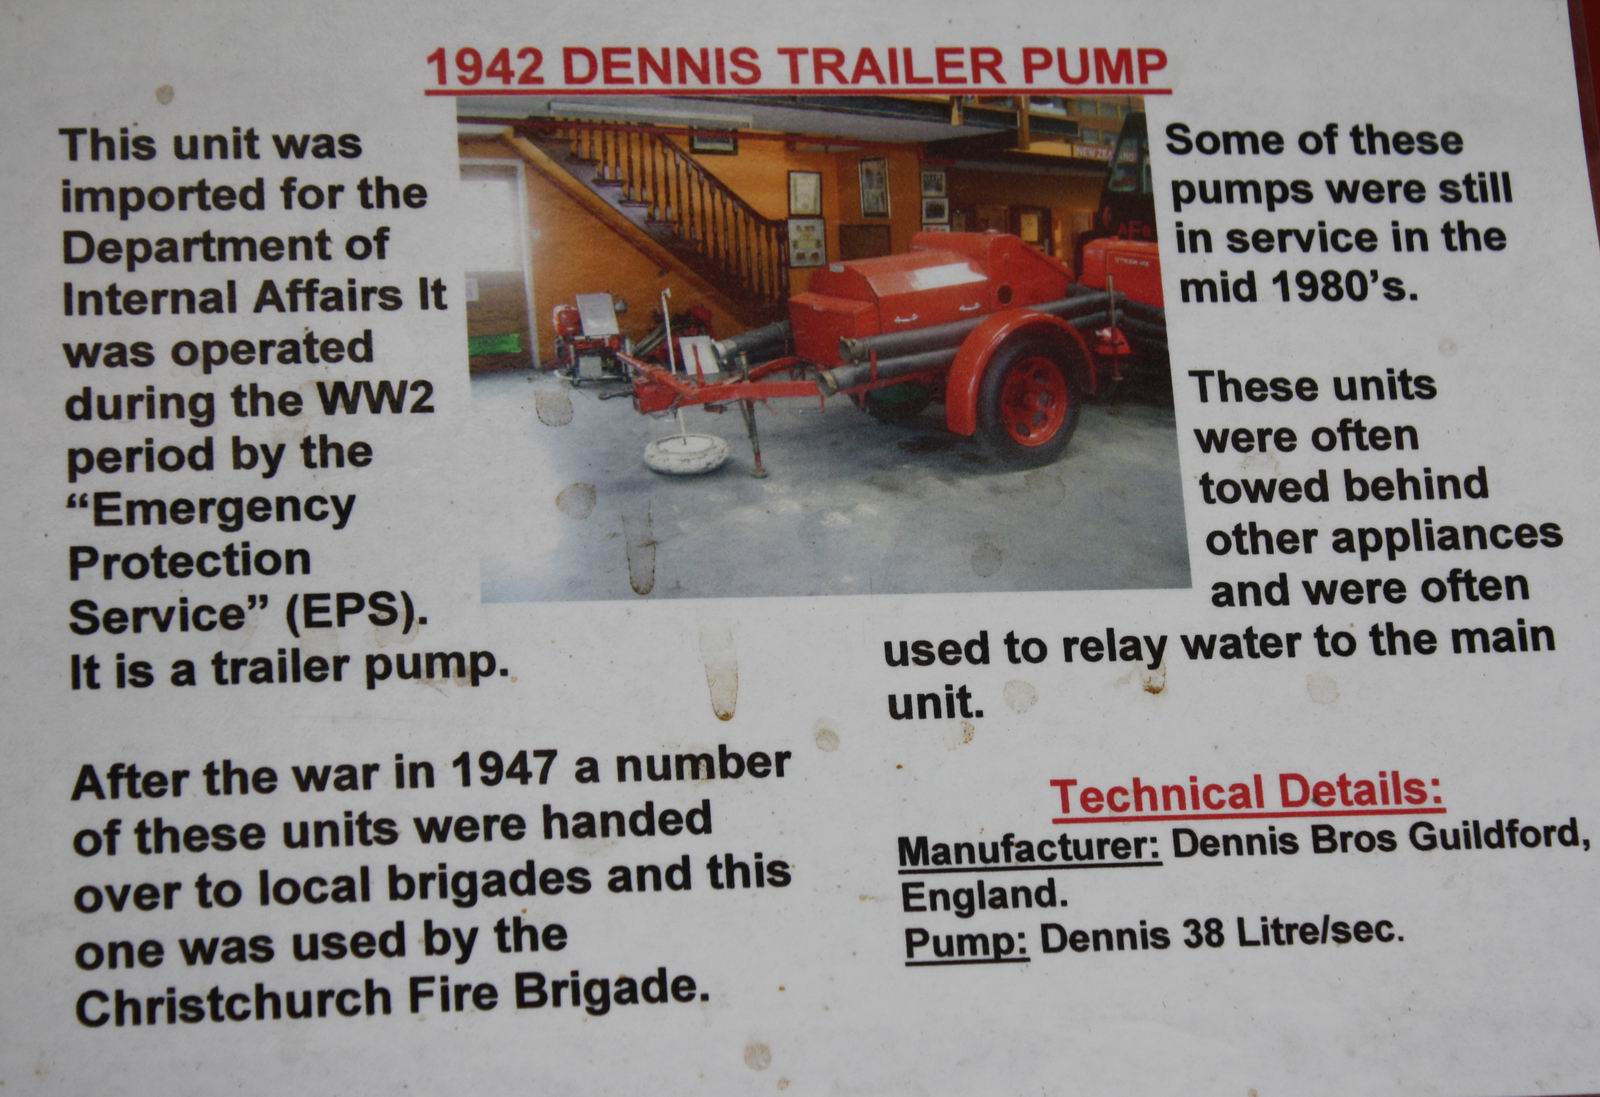 1942 DENNIS TRAILER PUMP
This unit was
imported for the
Department of
Internal Affairs It
was operated
during the WW2
period by the
“Emergency
Protection
Service” (EPS).
It is a trailer pump.
After the war in 1947 a number
of these units were handed
over to local brigades and this
one was used by the
Christchurch Fire Brigade.
NEW ZEALAND
AFS
Some of these
pumps were still
in service in the
mid 1980’s.
These units
were often
towed behind
other appliances
and were often
used to relay water to the main
unit.
Technical Details:
Manufacturer: Dennis Bros Guildford,
England.
Pump: Dennis 38 Litre/sec.